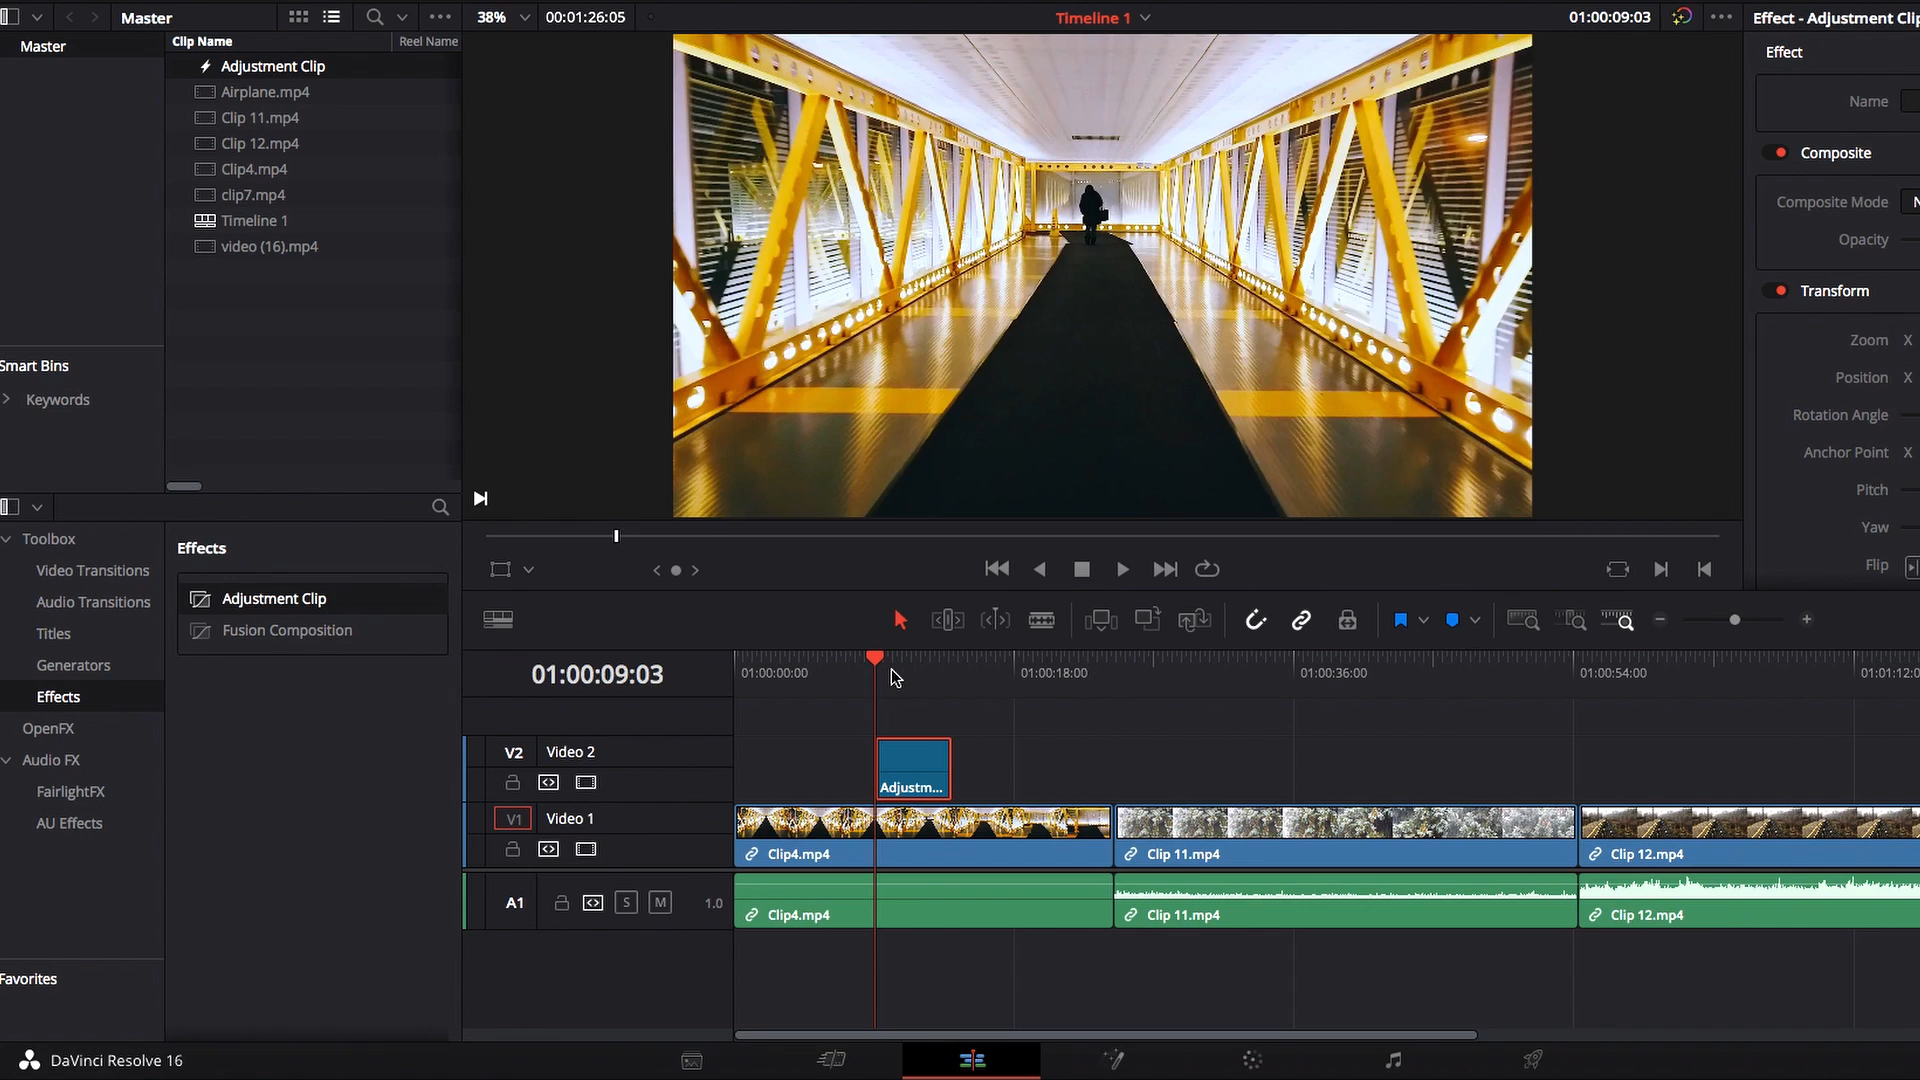 Master
38%
00:01:26:05
Timeline 1
01:00:09:03
Effect - Adjustment Clip
Master
Clip Name
Reel Name
Adjustment Clip
Airplane.mp4
Clip 11.mp4
Clip 12.mp4
Clip4.mp4
clip7.mp4
Timeline 1
video (16).mp4
Smart Bins
Keywords
Effect
Name
Composite
Composite Mode
N
Opacity
Transform
Zoom X
Position X
Rotation Angle
Anchor Point X
Pitch
Yaw
Flip
Toolbox
Video Transitions
Audio Transitions
Titles
Generators
Effects
OpenFX
Audio FX
FairlightFX
AU Effects
Favorites
Effects
Adjustment Clip
Fusion Composition
01:00:09:03
01:00:00:00
01:00:18:00
01:00:36:00
01:00:54:00
01:01:12:0
V2 Video 2
Adjustm...
V1 Video 1
Clip4.mp4
Clip 11.mp4
Clip 12.mp4
A1 S M 1.0
Clip4.mp4
Clip 11.mp4
Clip 12.mp4
DaVinci Resolve 16